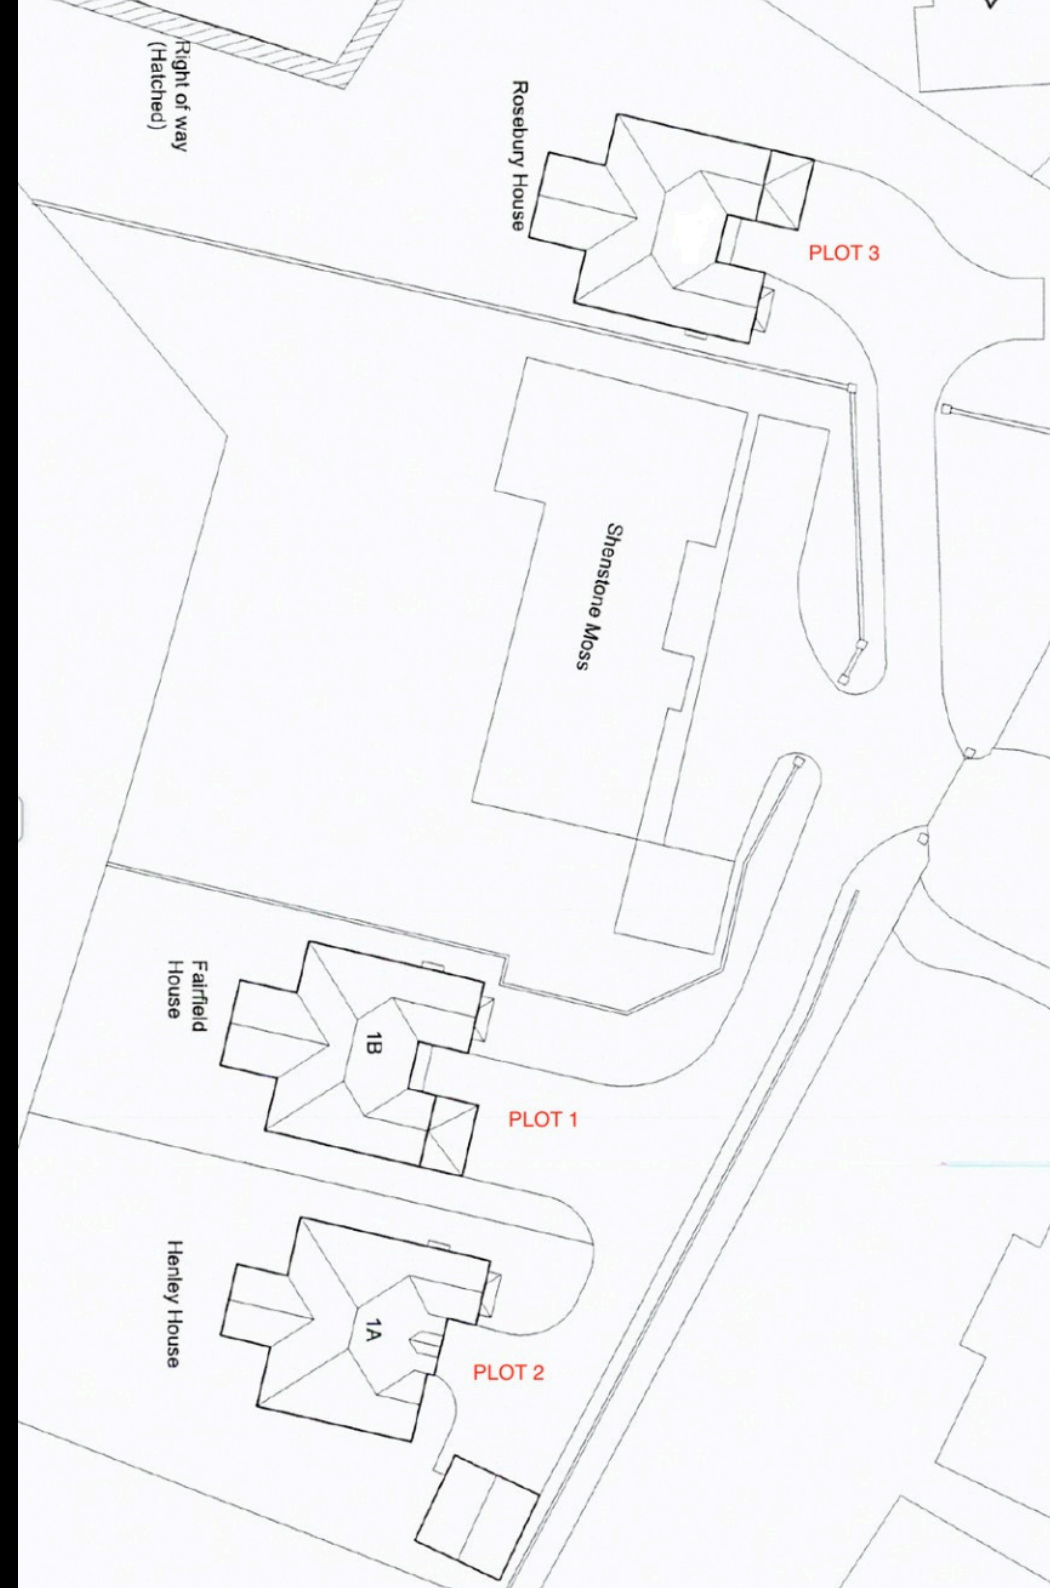 Right of way
(Hatched)
Rosebury House
PLOT 3
Shenstone Moss
Fairfield
House
1B
PLOT 1
Henley House
1A
PLOT 2